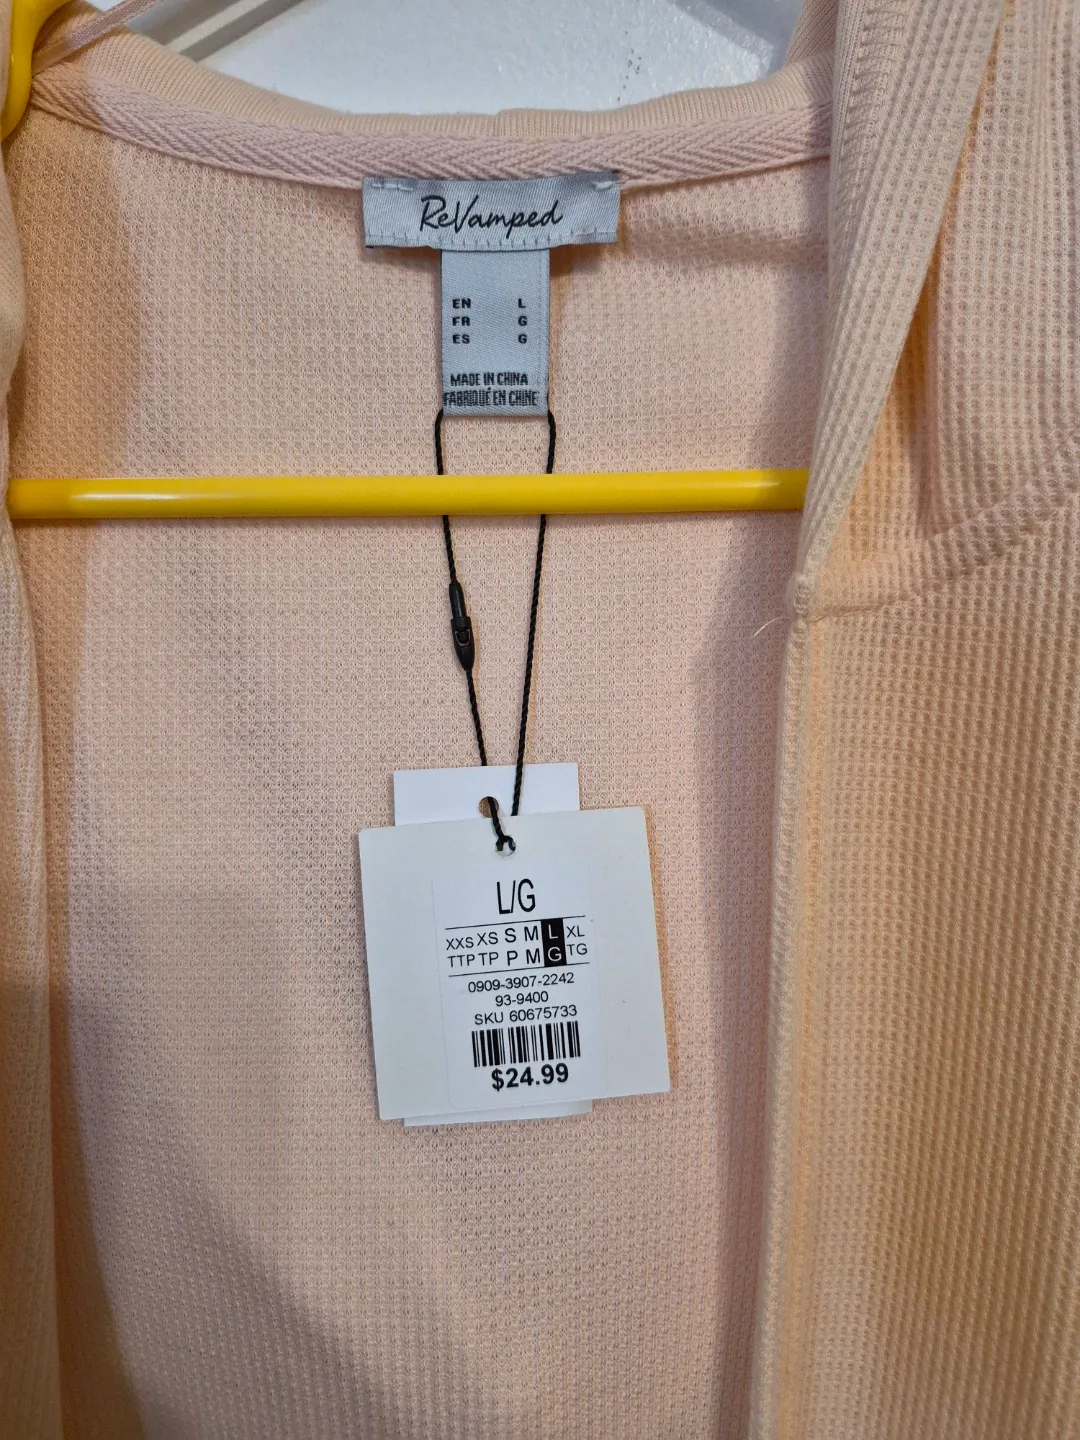 ReVamped
EN L
FR G
ES G
MADE IN CHINA
FABRIQUÉ EN CHINE
L/G
XXS XS S M L XL
TTP TP P M G TG
0909-3907-2242
93-9400
SKU 60675733
$24.99